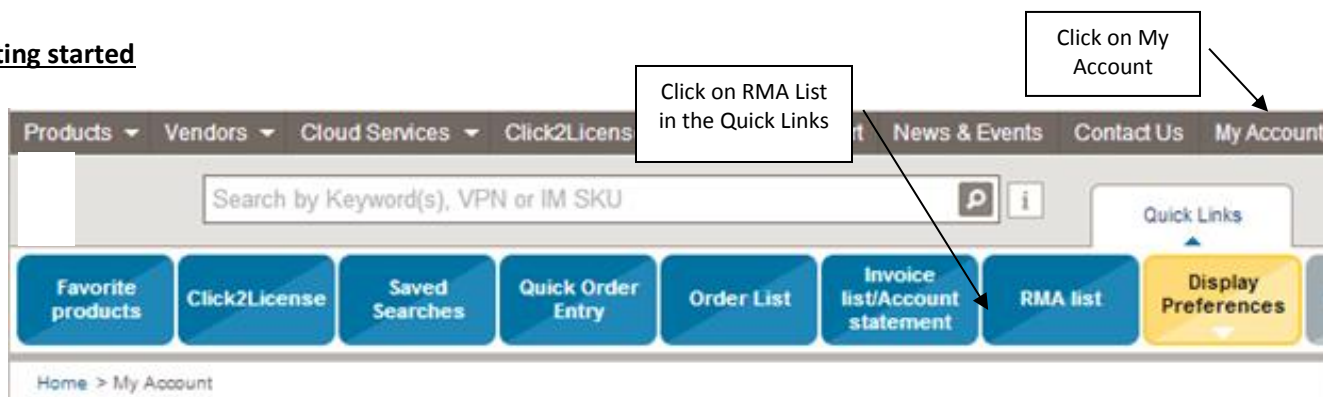 ting started
Click on My
Account
Click on RMA List
in the Quick Links
Products Vendors Cloud Services Click2Licens rt News & Events Contact Us My Account
Search by Keyword(s), VPN or IM SKU i
Quick Links
Favorite
products
Click2License
Saved
Searches
Quick Order
Entry
Order List
Invoice
list/Account
statement
RMA list
Display
Preferences
Home > My Account